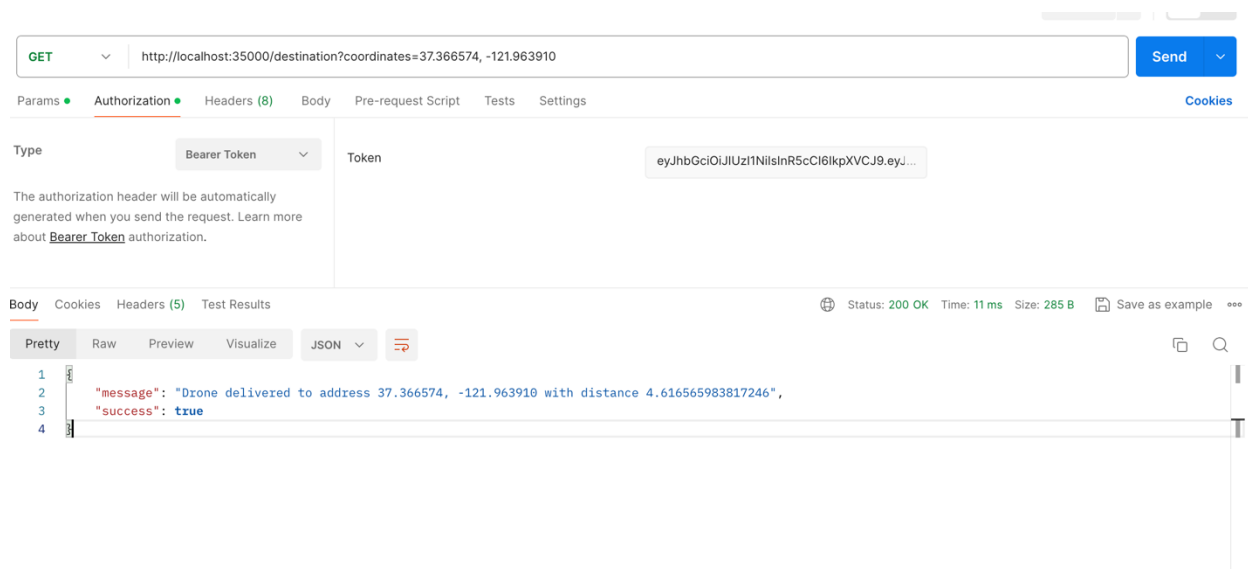 GET http://localhost:35000/destination?coordinates=37.366574, -121.963910 Send
Params Authorization Headers (8) Body Pre-request Script Tests Settings Cookies
Type Bearer Token Token eyJhbGciOiJIUzI1NiIsInR5cCI6IkpXVCJ9.eyJ...
The authorization header will be automatically
generated when you send the request. Learn more
about Bearer Token authorization.
Body Cookies Headers (5) Test Results Status: 200 OK Time: 11 ms Size: 285 B Save as example
Pretty Raw Preview Visualize JSON
1 {
2 "message": "Drone delivered to address 37.366574, -121.963910 with distance 4.616565983817246",
3 "success": true
4 }